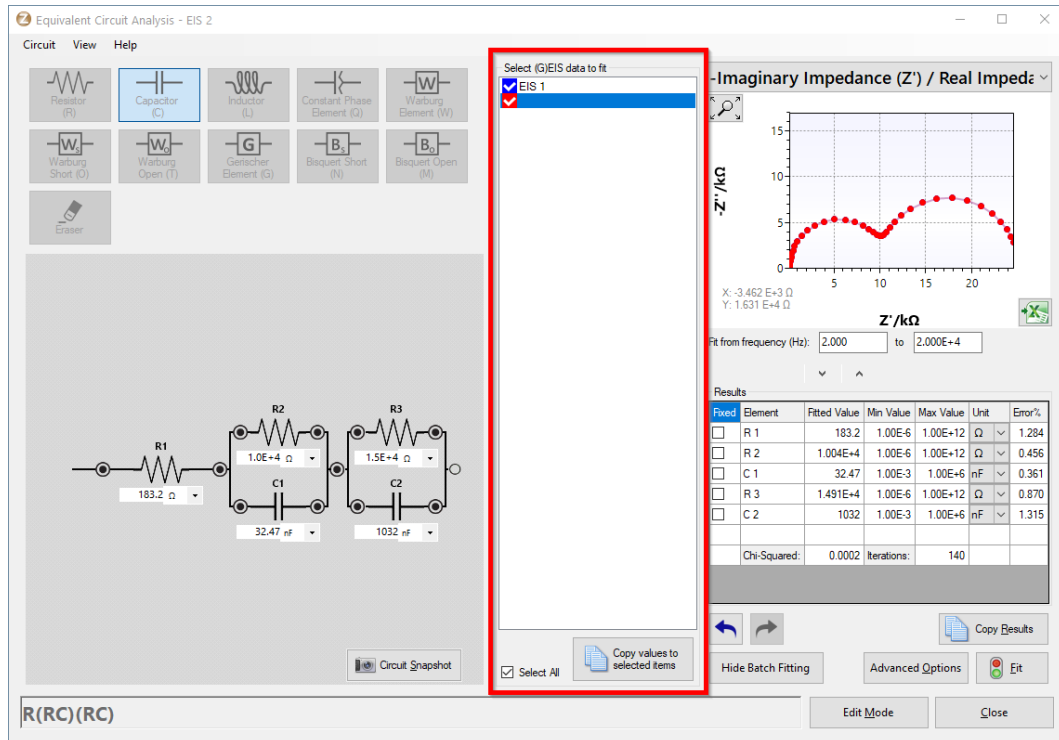 Equivalent Circuit Analysis - EIS 2
Circuit View Help
Resistor
(R)
Capacitor
(C)
Inductor
(L)
Constant Phase
Element (Q)
W
Warburg
Element (W)
Ws
Warburg
Short (O)
Wo
Warburg
Open (T)
G
Gerischer
Element (G)
Bs
Bisquert Short
(N)
Bo
Bisquert Open
(M)
Eraser
R1
183.2 Ω
R2
1.0E+4 Ω
C1
32.47 nF
R3
1.5E+4 Ω
C2
1032 nF
Circuit Snapshot
Select (G)EIS data to fit
EIS 1
Select All
Copy values to
selected items
-Imaginary Impedance (Z') / Real Impeda
-Z''/kΩ
15
10
5
0
5 10 15 20
X: -3.462 E+3 Ω
Y: 1.631 E+4 Ω
Z'/kΩ
Fit from frequency (Hz): 2.000 to 2.000E+4
Results
Fixed Element Fitted Value Min Value Max Value Unit Error%
R 1 183.2 1.00E-6 1.00E+12 Ω 1.284
R 2 1.004E+4 1.00E-6 1.00E+12 Ω 0.456
C 1 32.47 1.00E-3 1.00E+6 nF 0.361
R 3 1.491E+4 1.00E-6 1.00E+12 Ω 0.870
C 2 1032 1.00E-3 1.00E+6 nF 1.315
Chi-Squared: 0.0002 Iterations: 140
Copy Results
Hide Batch Fitting
Advanced Options
Fit
R(RC)(RC)
Edit Mode
Close